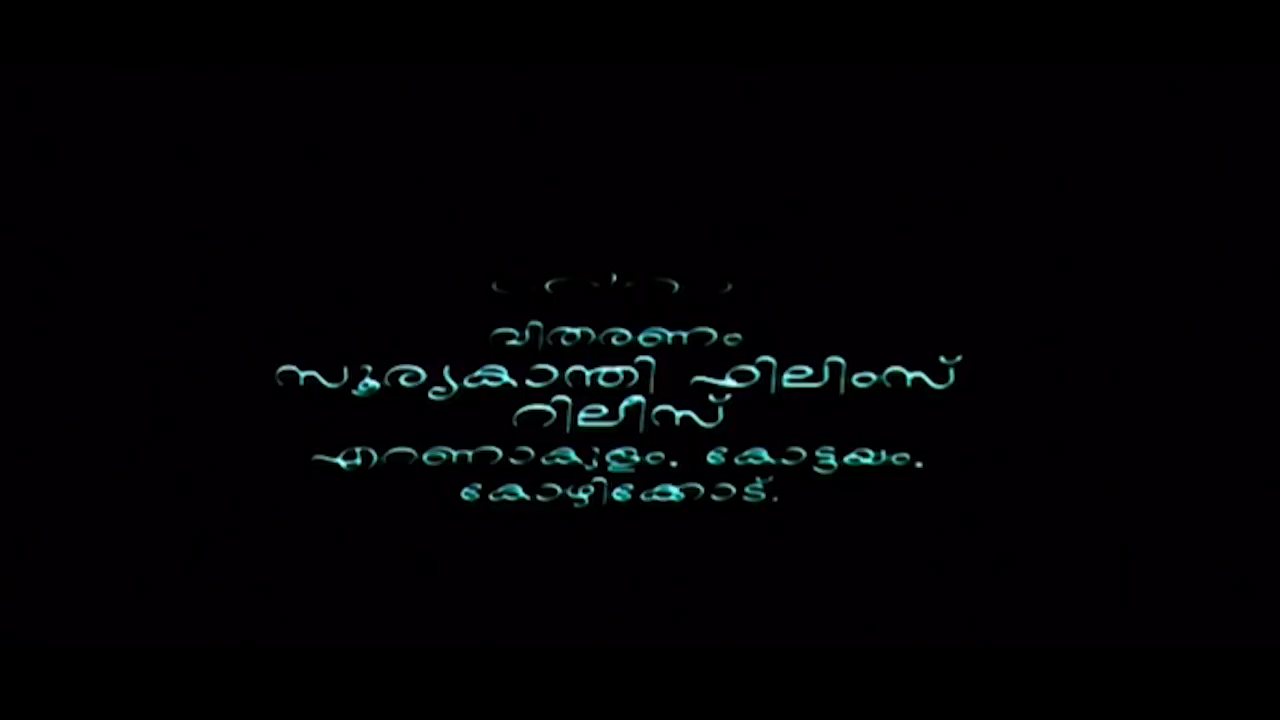 വിതരണം
സൂര്യകാന്തി ഫിലിംസ്
റിലീസ്
എറണാകുളം. കോട്ടയം.
കോഴിക്കോട്.